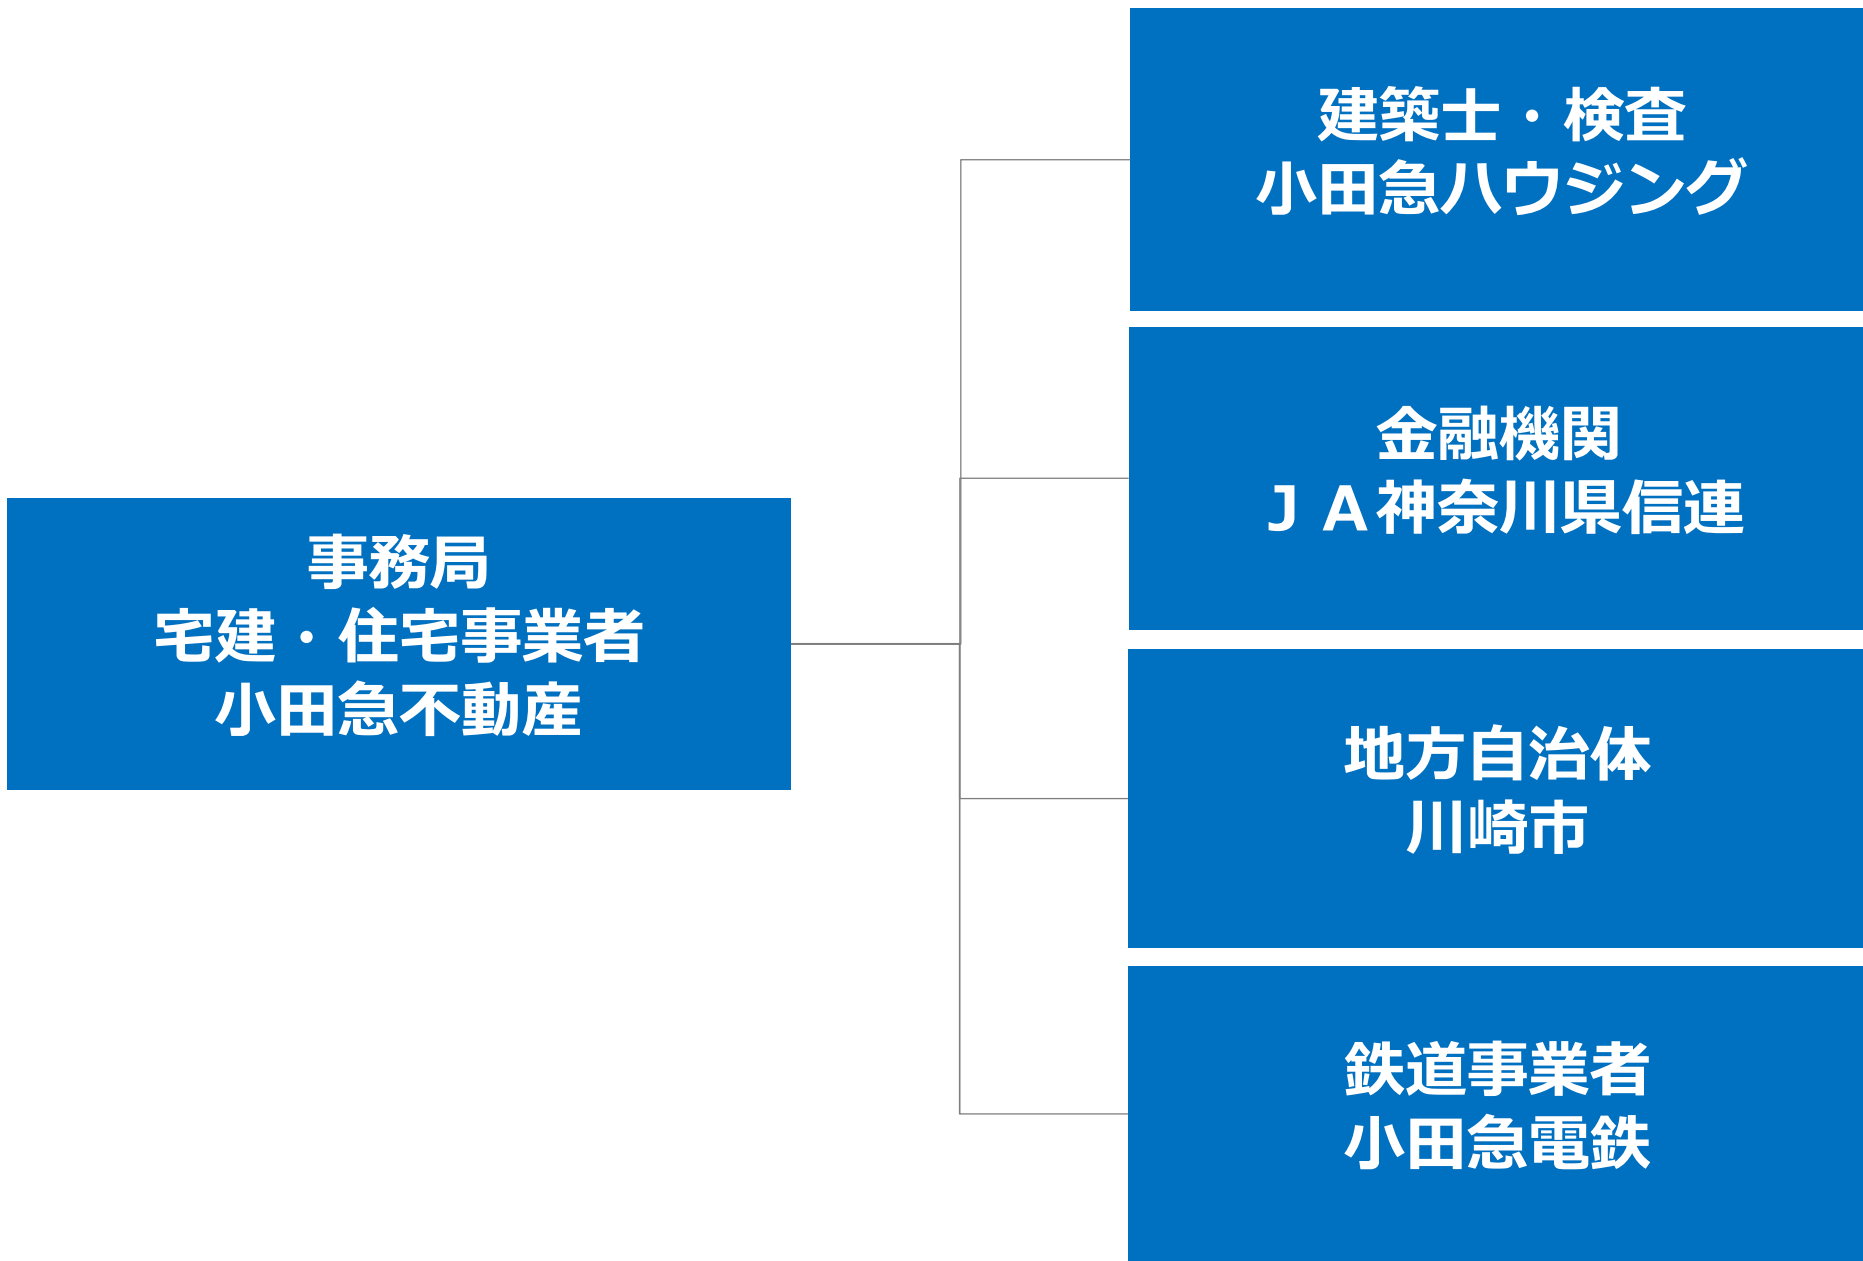 事務局
宅建・住宅事業者
小田急不動産
建築士・検査
小田急ハウジング
金融機関
ＪＡ神奈川県信連
地方自治体
川崎市
鉄道事業者
小田急電鉄